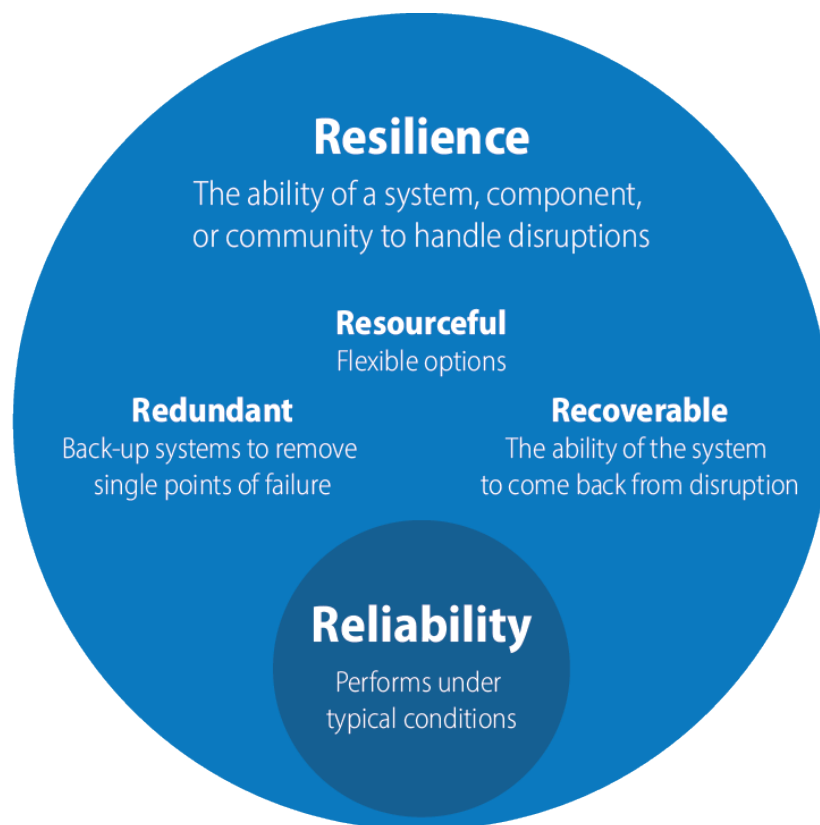 Resilience
The ability of a system, component,
or community to handle disruptions
Resourceful
Flexible options
Redundant
Back-up systems to remove
single points of failure
Recoverable
The ability of the system
to come back from disruption
Reliability
Performs under
typical conditions